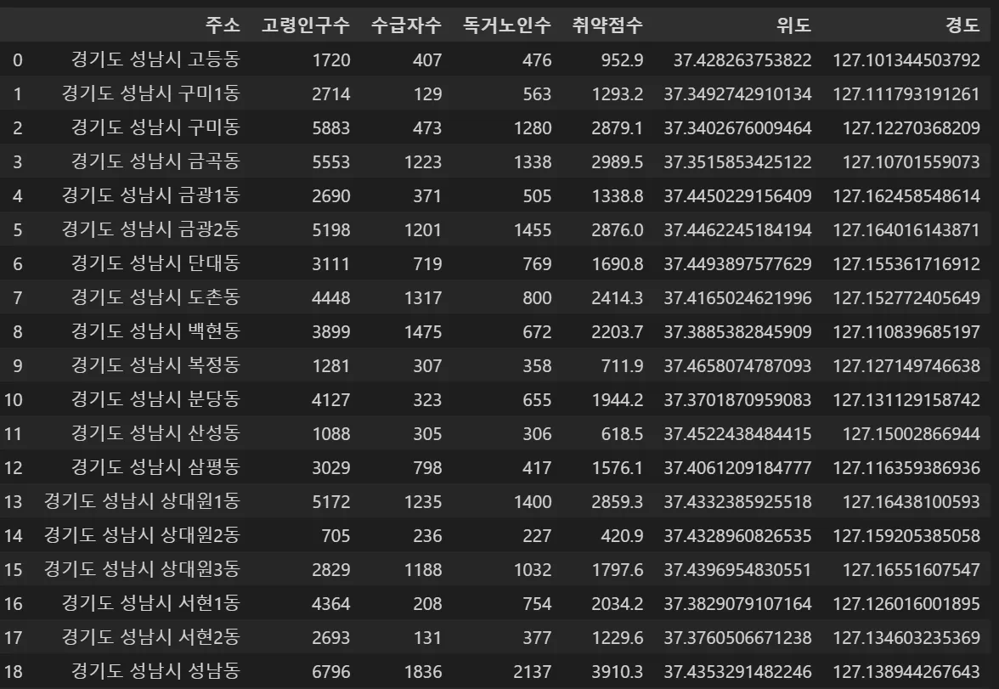 주소 고령인구수 수급자수 독거노인수 취약점수 위도 경도
0 경기도 성남시 고등동 1720 407 476 952.9 37.428263753822 127.101344503792
1 경기도 성남시 구미1동 2714 129 563 1293.2 37.3492742910134 127.111793191261
2 경기도 성남시 구미동 5883 473 1280 2879.1 37.3402676009464 127.12270368209
3 경기도 성남시 금곡동 5553 1223 1338 2989.5 37.3515853425122 127.10701559073
4 경기도 성남시 금광1동 2690 371 505 1338.8 37.4450229156409 127.162458548614
5 경기도 성남시 금광2동 5198 1201 1455 2876.0 37.4462245184194 127.164016143871
6 경기도 성남시 단대동 3111 719 769 1690.8 37.4493897577629 127.155361716912
7 경기도 성남시 도촌동 4448 1317 800 2414.3 37.4165024621996 127.152772405649
8 경기도 성남시 백현동 3899 1475 672 2203.7 37.3885382845909 127.110839685197
9 경기도 성남시 복정동 1281 307 358 711.9 37.4658074787093 127.127149746638
10 경기도 성남시 분당동 4127 323 655 1944.2 37.3701870959083 127.131129158742
11 경기도 성남시 산성동 1088 305 306 618.5 37.4522438484415 127.15002866944
12 경기도 성남시 삼평동 3029 798 417 1576.1 37.4061209184777 127.116359386936
13 경기도 성남시 상대원1동 5172 1235 1400 2859.3 37.4332385925518 127.16438100593
14 경기도 성남시 상대원2동 705 236 227 420.9 37.4328960826535 127.159205385058
15 경기도 성남시 상대원3동 2829 1188 1032 1797.6 37.4396954830551 127.16551607547
16 경기도 성남시 서현1동 4364 208 754 2034.2 37.3829079107164 127.126016001895
17 경기도 성남시 서현2동 2693 131 377 1229.6 37.3760506671238 127.134603235369
18 경기도 성남시 성남동 6796 1836 2137 3910.3 37.4353291482246 127.138944267643